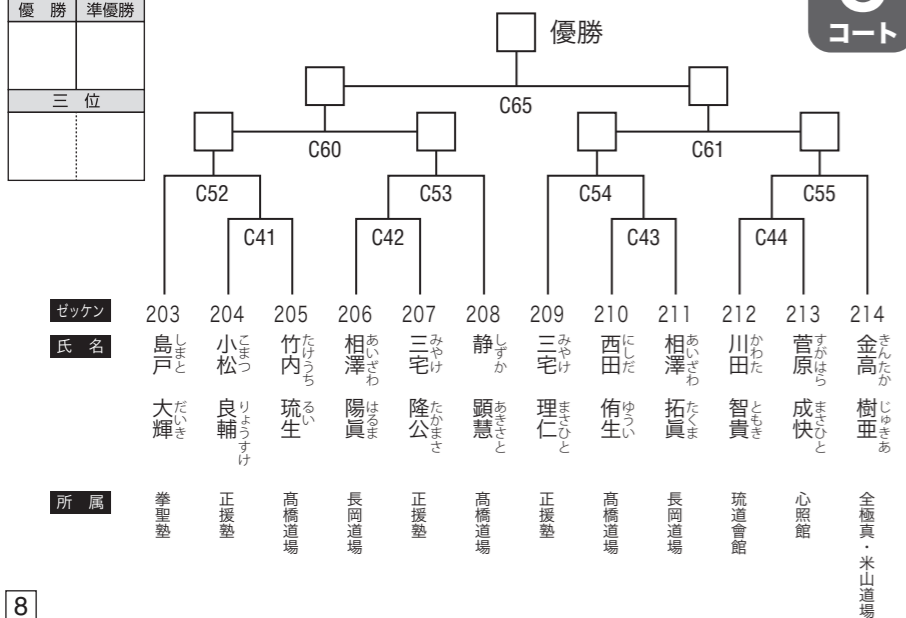 優勝 準優勝
三位
コート
優勝
C65
C60 C61
C52 C53 C54 C55
C41 C42 C43 C44
ゼッケン 203 204 205 206 207 208 209 210 211 212 213 214
氏名
島戸 大輝 しまと だいき
小松 良輔 こまつ りょうすけ
竹内 琉生 たけうち るい
相澤 陽眞 あいざわ はるま
三宅 隆公 みやけ たかまさ
静 顕慧 しずか あきさと
三宅 理仁 みやけ まさひと
西田 侑生 にしだ ゆうい
相澤 拓眞 あいざわ たくま
川田 智貴 かわた ともき
菅原 成快 すがはら まさひと
金高 樹亜 きんたか じゅきあ
所属
拳聖塾
正援塾
髙橋道場
長岡道場
正援塾
髙橋道場
正援塾
髙橋道場
長岡道場
琉道會館
心照館
全極真・米山道場
8